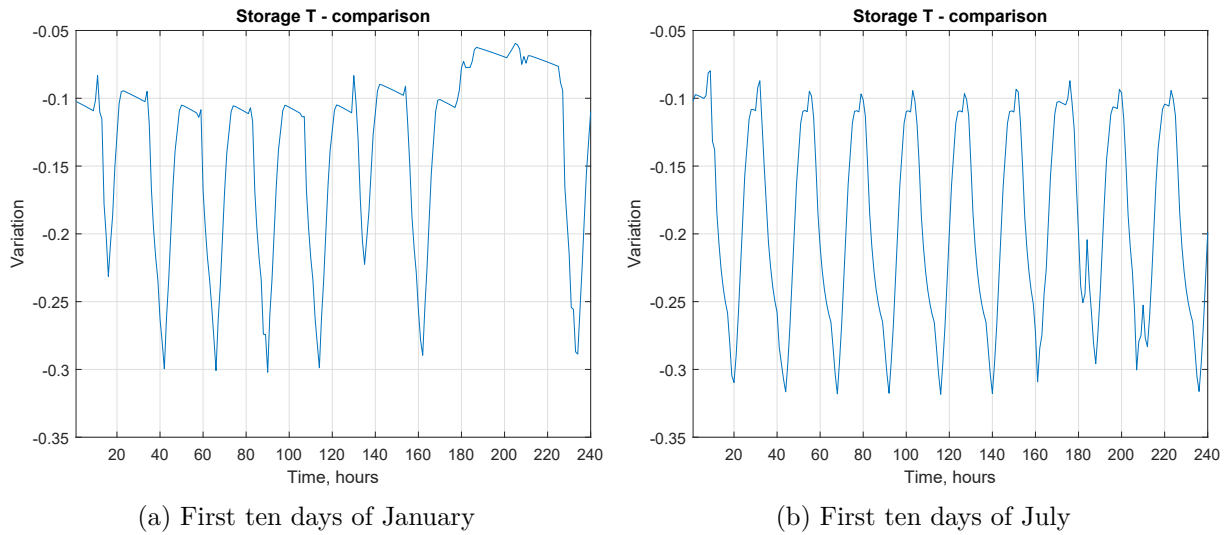 Storage T - comparison
-0.05
-0.1
-0.15
-0.2
-0.25
-0.3
-0.35
Variation
20 40 60 80 100 120 140 160 180 200 220 240
Time, hours
(a) First ten days of January
Storage T - comparison
-0.05
-0.1
-0.15
-0.2
-0.25
-0.3
-0.35
Variation
20 40 60 80 100 120 140 160 180 200 220 240
Time, hours
(b) First ten days of July